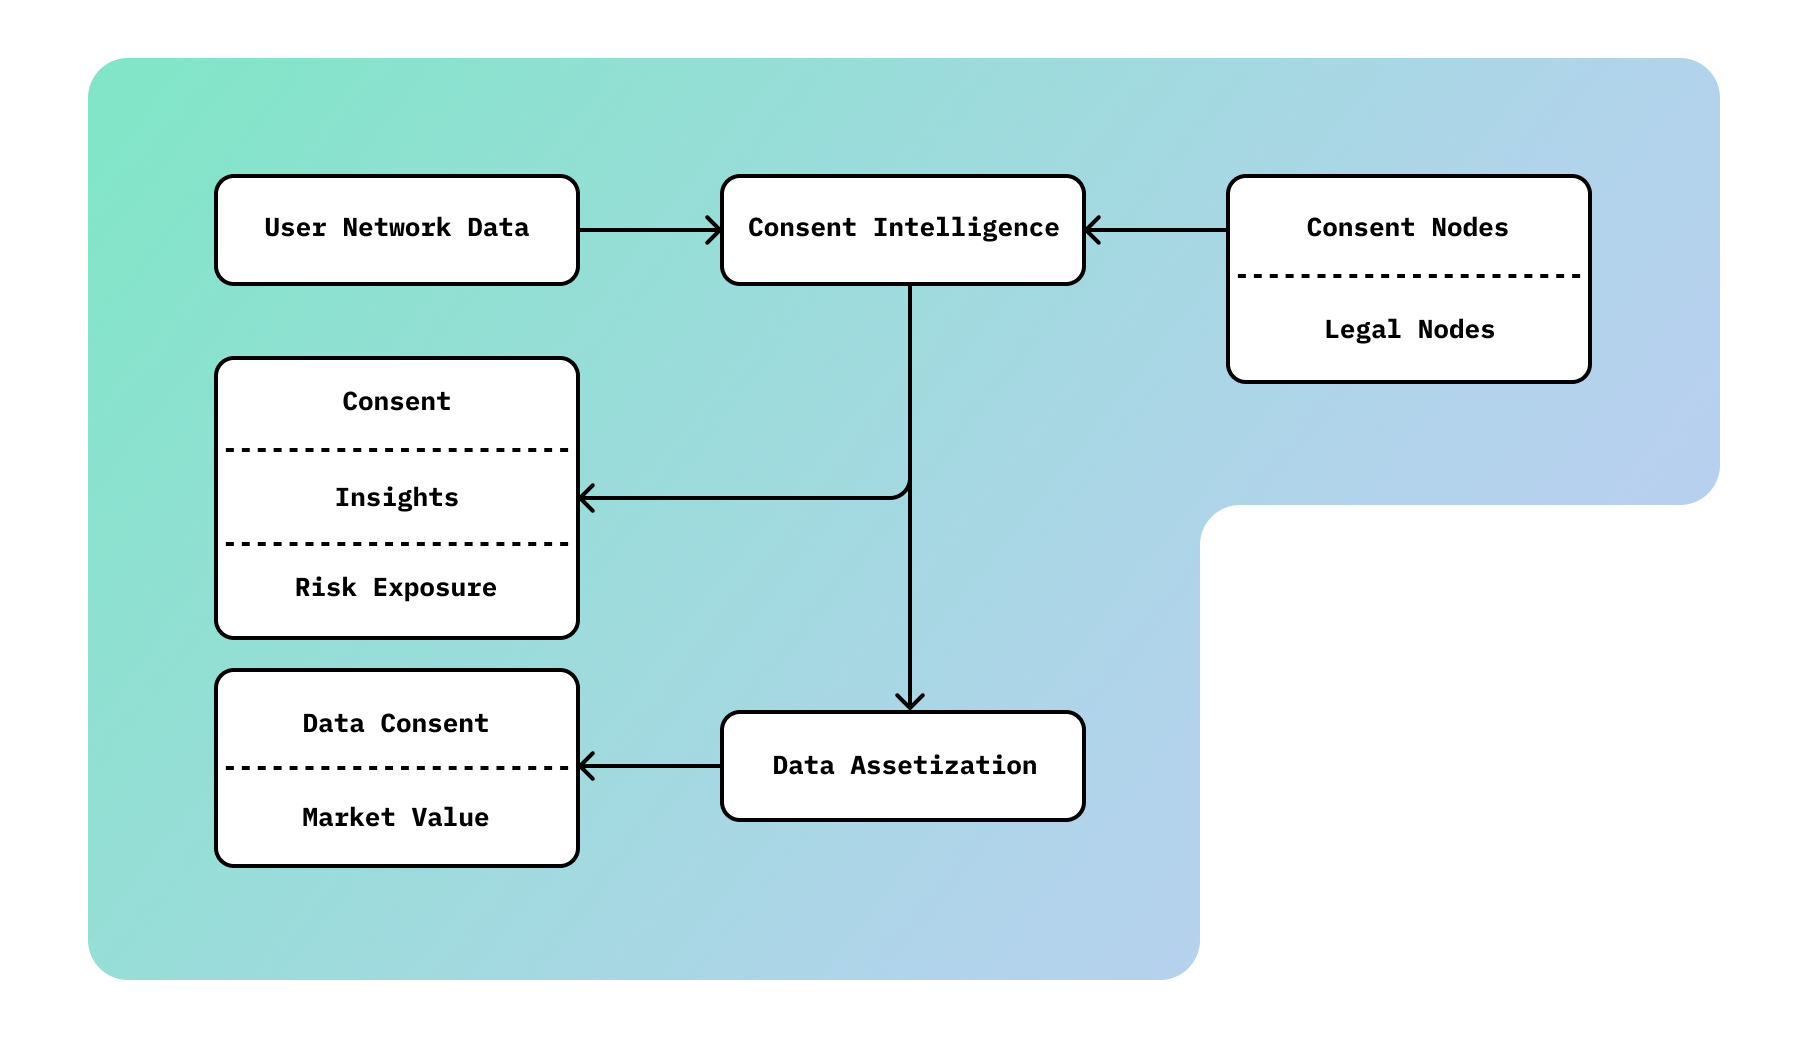 User Network Data
Consent Intelligence
Consent Nodes
Legal Nodes
Consent
Insights
Risk Exposure
Data Consent
Market Value
Data Assetization